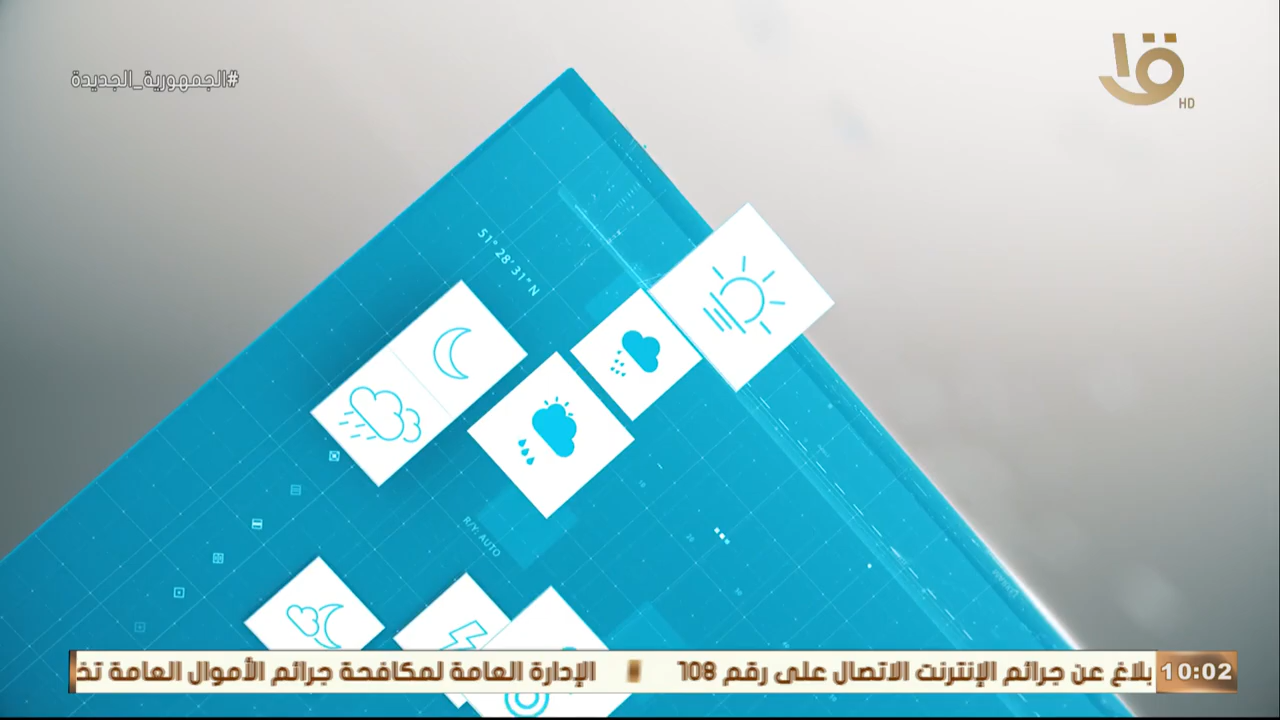 #الجمهورية_الجديدة
HD
51° 28' 31" N
R/Y: AUTO
بلاغ عن جرائم الإنترنت الاتصال على رقم 108 الإدارة العامة لمكافحة جرائم الأموال العامة تخ
10:02